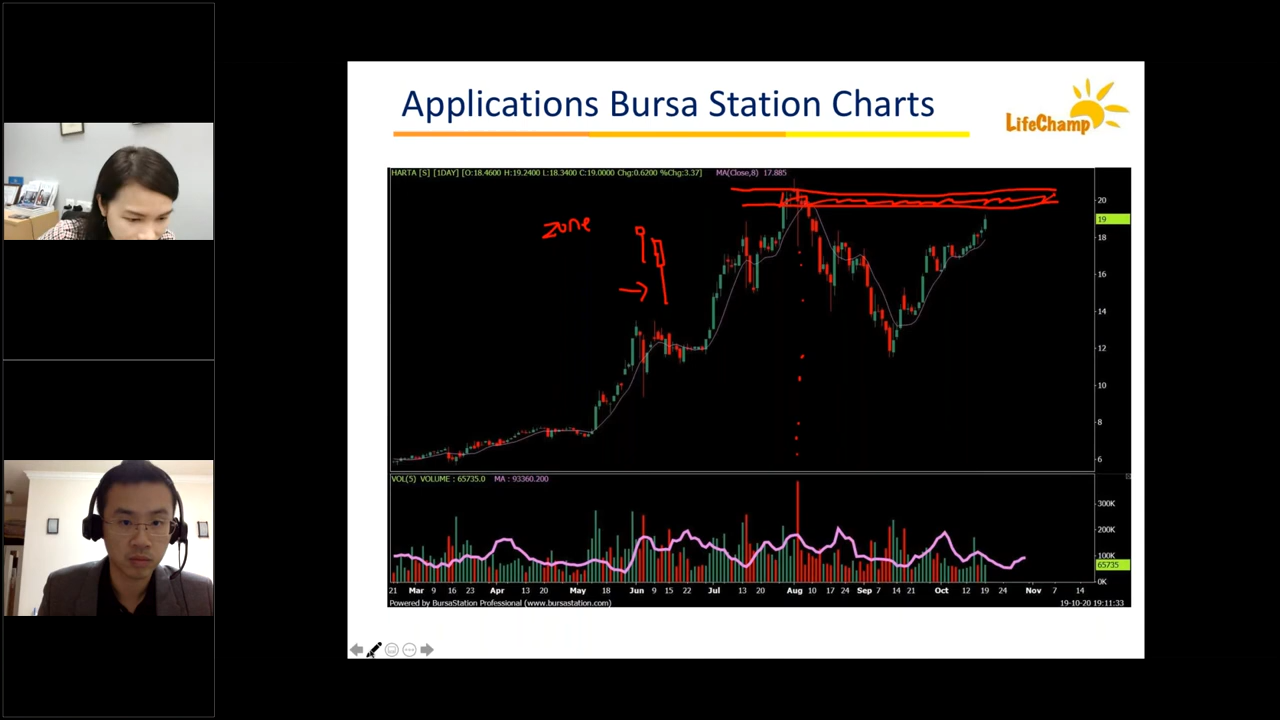 Applications Bursa Station Charts
LifeChamp
HARTA [S] [1DAY] [O:18.4600 H:19.2400 L:18.3400 C:19.0000 Chg:0.6200 %Chg:3.37] MA(Close,8) 17.885
zone
20
19
18
16
14
12
10
8
6
VOL(5) VOLUME : 65735.0 MA : 93360.200
300K
200K
100K
65735
0K
21 Mar 9 16 23 Apr 13 20 May 18 Jun 9 15 22 Jul 13 20 Aug 10 17 24 Sep 7 14 21 Oct 12 19 24 Nov 7 14
Powered by BursaStation Professional (www.bursastation.com) 19-10-20 19:11:33